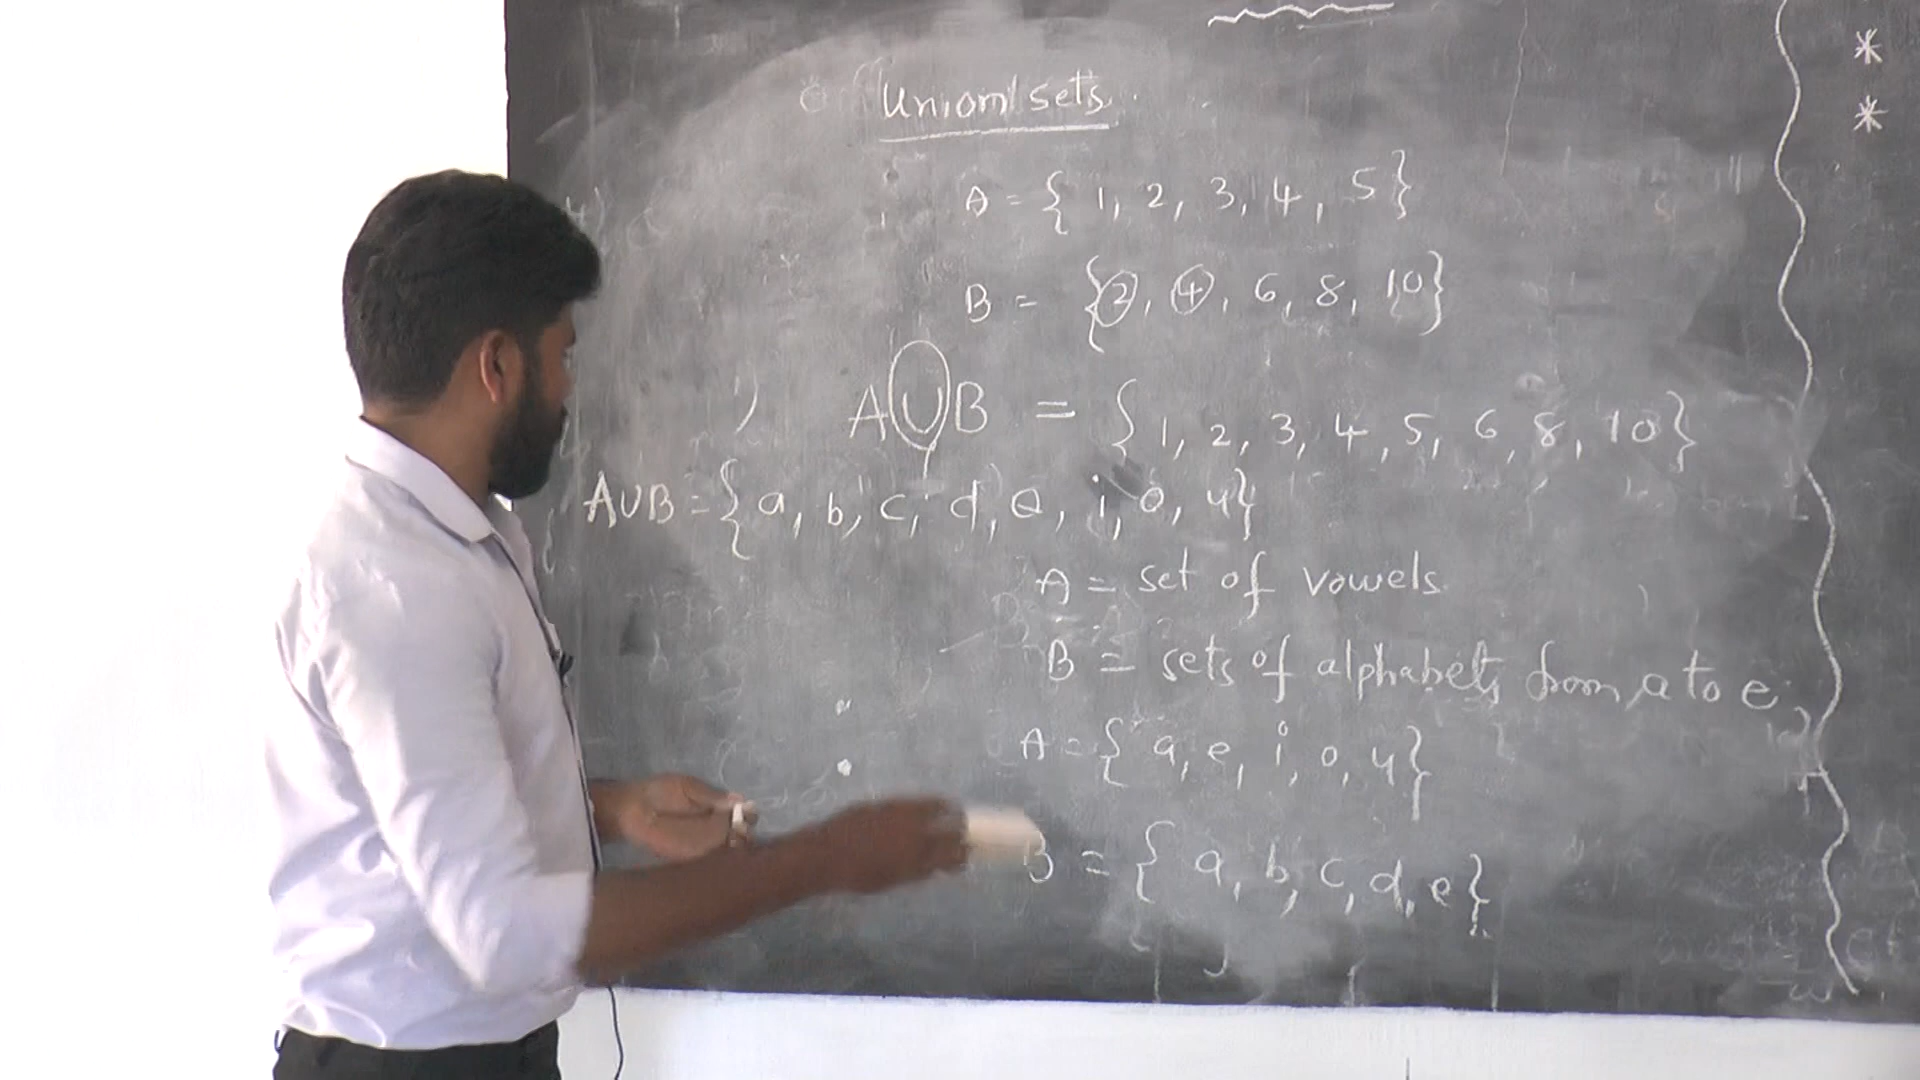 Union sets
A = { 1, 2, 3, 4, 5}
B = {2, 4, 6, 8, 10}
A∪B = { 1, 2, 3, 4, 5, 6, 8, 10}
A∪B = {a, b, c, d, e, i, o, u}
A = set of vowels.
B = sets of alphabets from a to e.
A = { a, e, i, o, u}
B = { a, b, c, d, e}
*
*